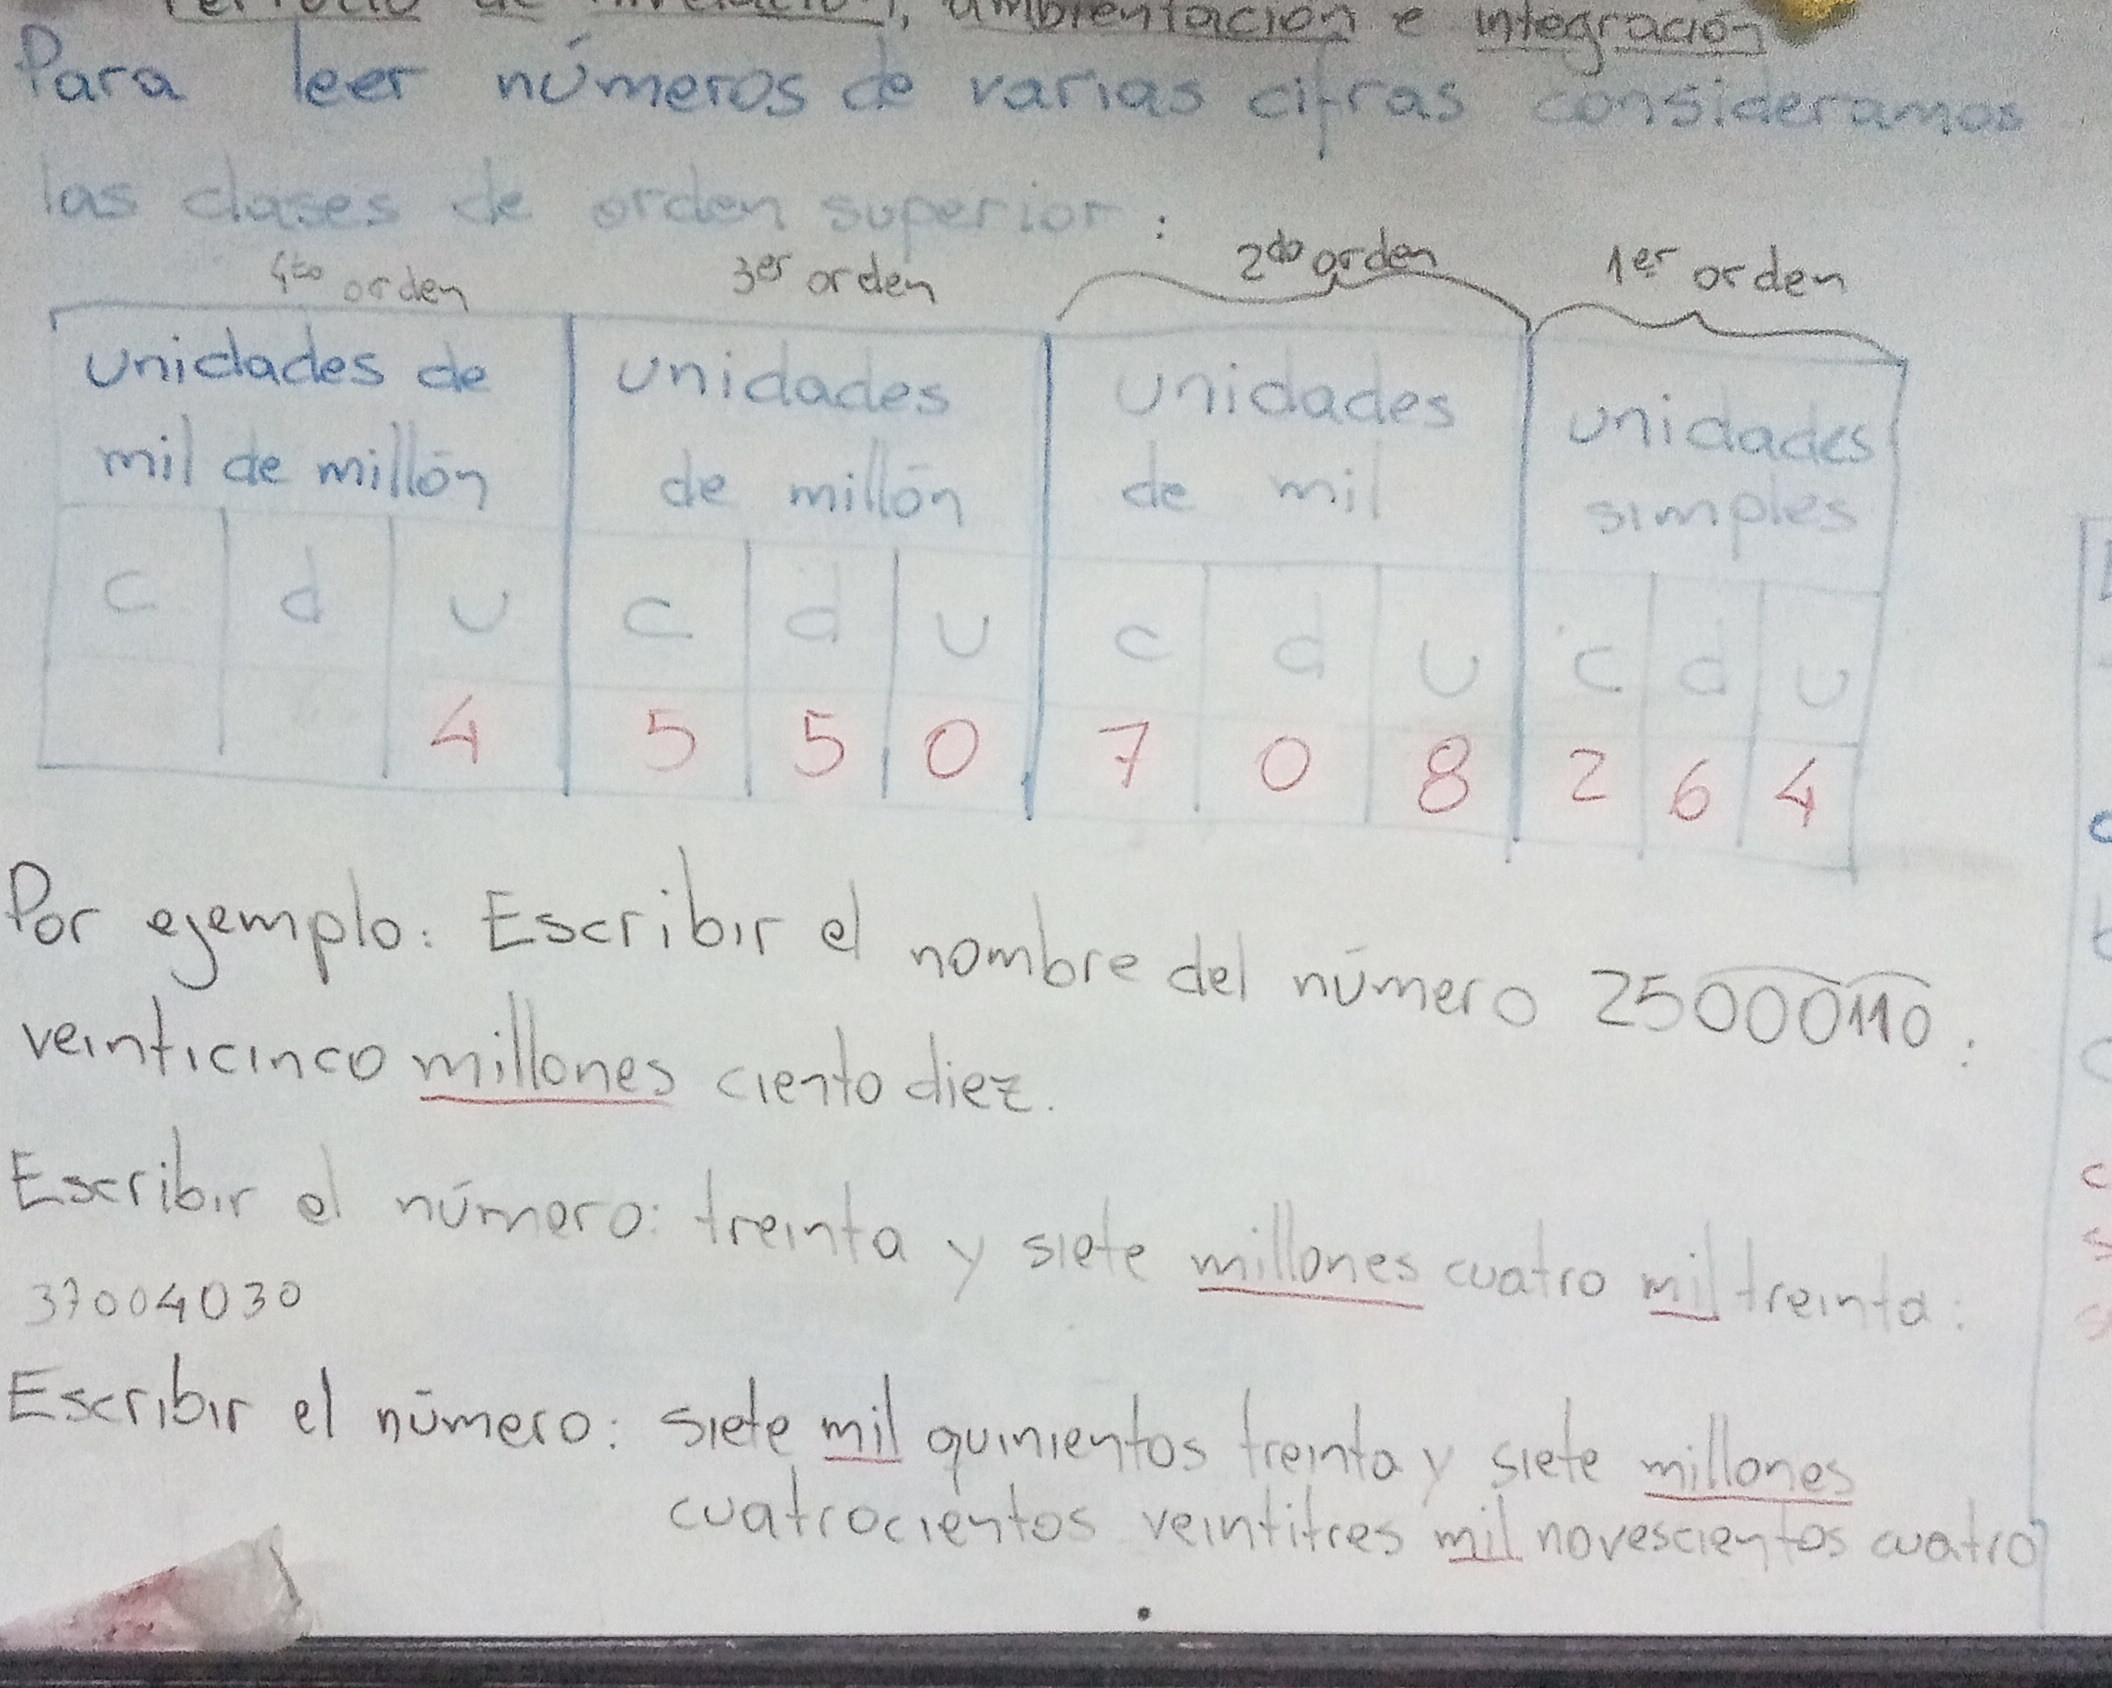 ambientación e integración
Para leer números de varias cifras consideramos
las clases de orden superior:
4to orden 3er orden 2do orden 1er orden
unidades de mil de millón unidades de millón unidades de mil unidades simples
c d u c d u c d u c d u
4 5 5 0 7 0 8 2 6 4
Por ejemplo: Escribir el nombre del número 25000110:
veinticinco millones ciento diez.
Escribir el número: treinta y siete millones cuatro mil treinta:
37004030
Escribir el número: siete mil quinientos treinta y siete millones
cuatrocientos veintitres mil novescientos cuatro